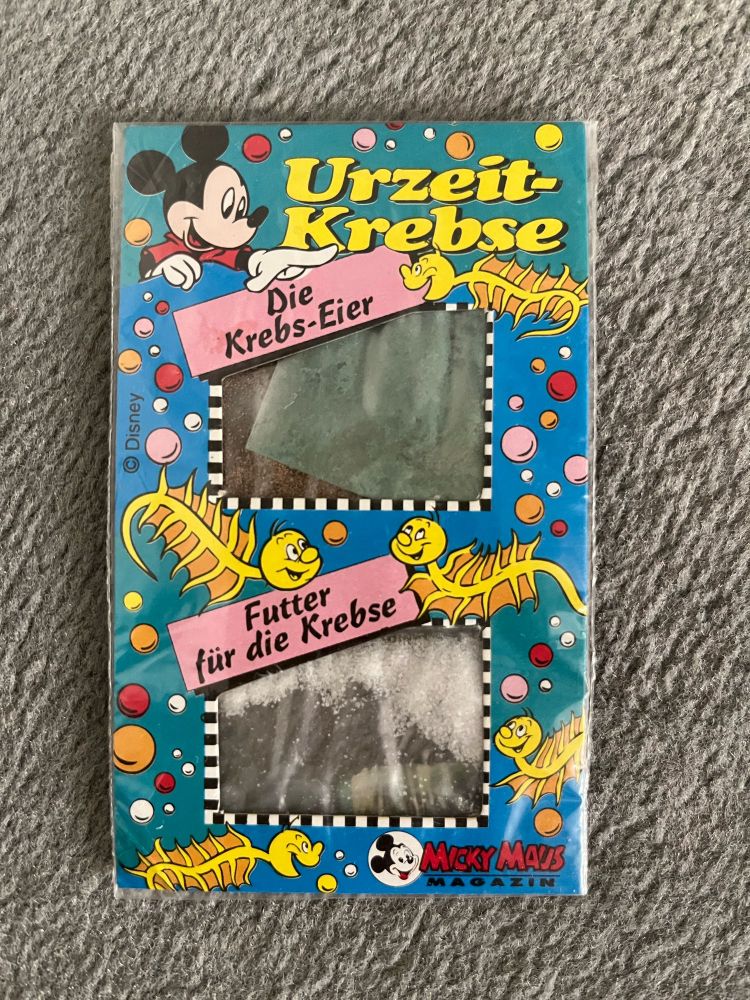 Urzeit-
Krebse
Die
Krebs-Eier
© Disney
Futter
für die Krebse
MICKY MAUS
MAGAZIN